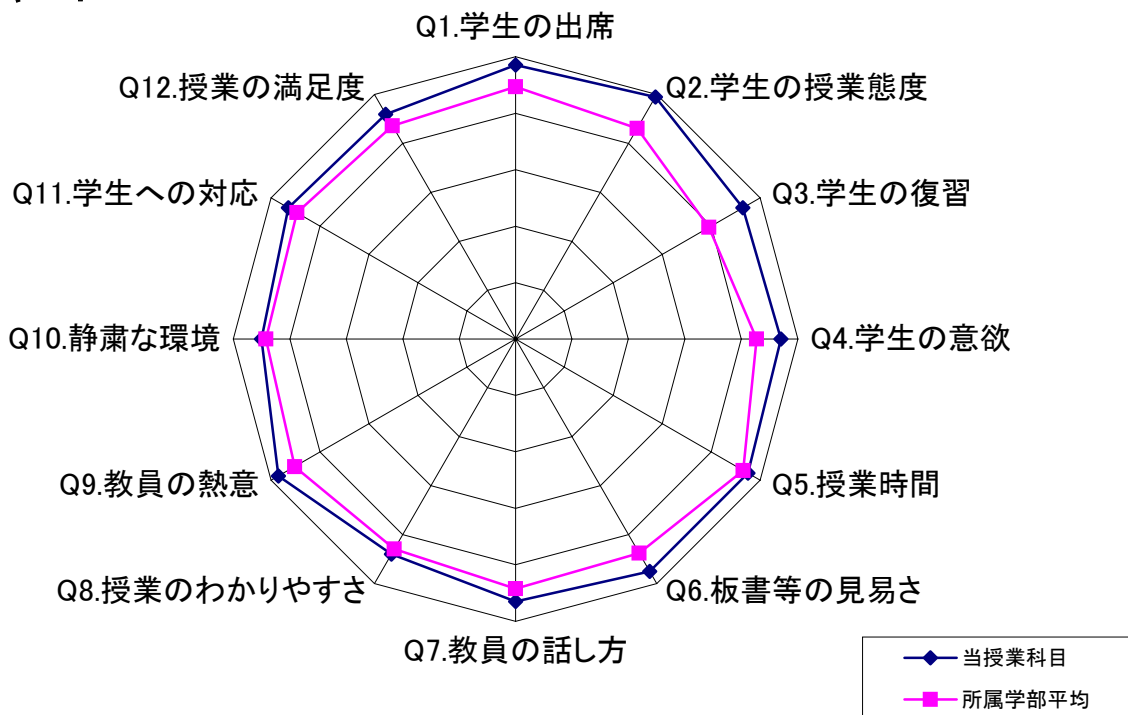 Q1.学生の出席
Q2.学生の授業態度
Q3.学生の復習
Q4.学生の意欲
Q5.授業時間
Q6.板書等の見易さ
Q7.教員の話し方
Q8.授業のわかりやすさ
Q9.教員の熱意
Q10.静粛な環境
Q11.学生への対応
Q12.授業の満足度
当授業科目
所属学部平均